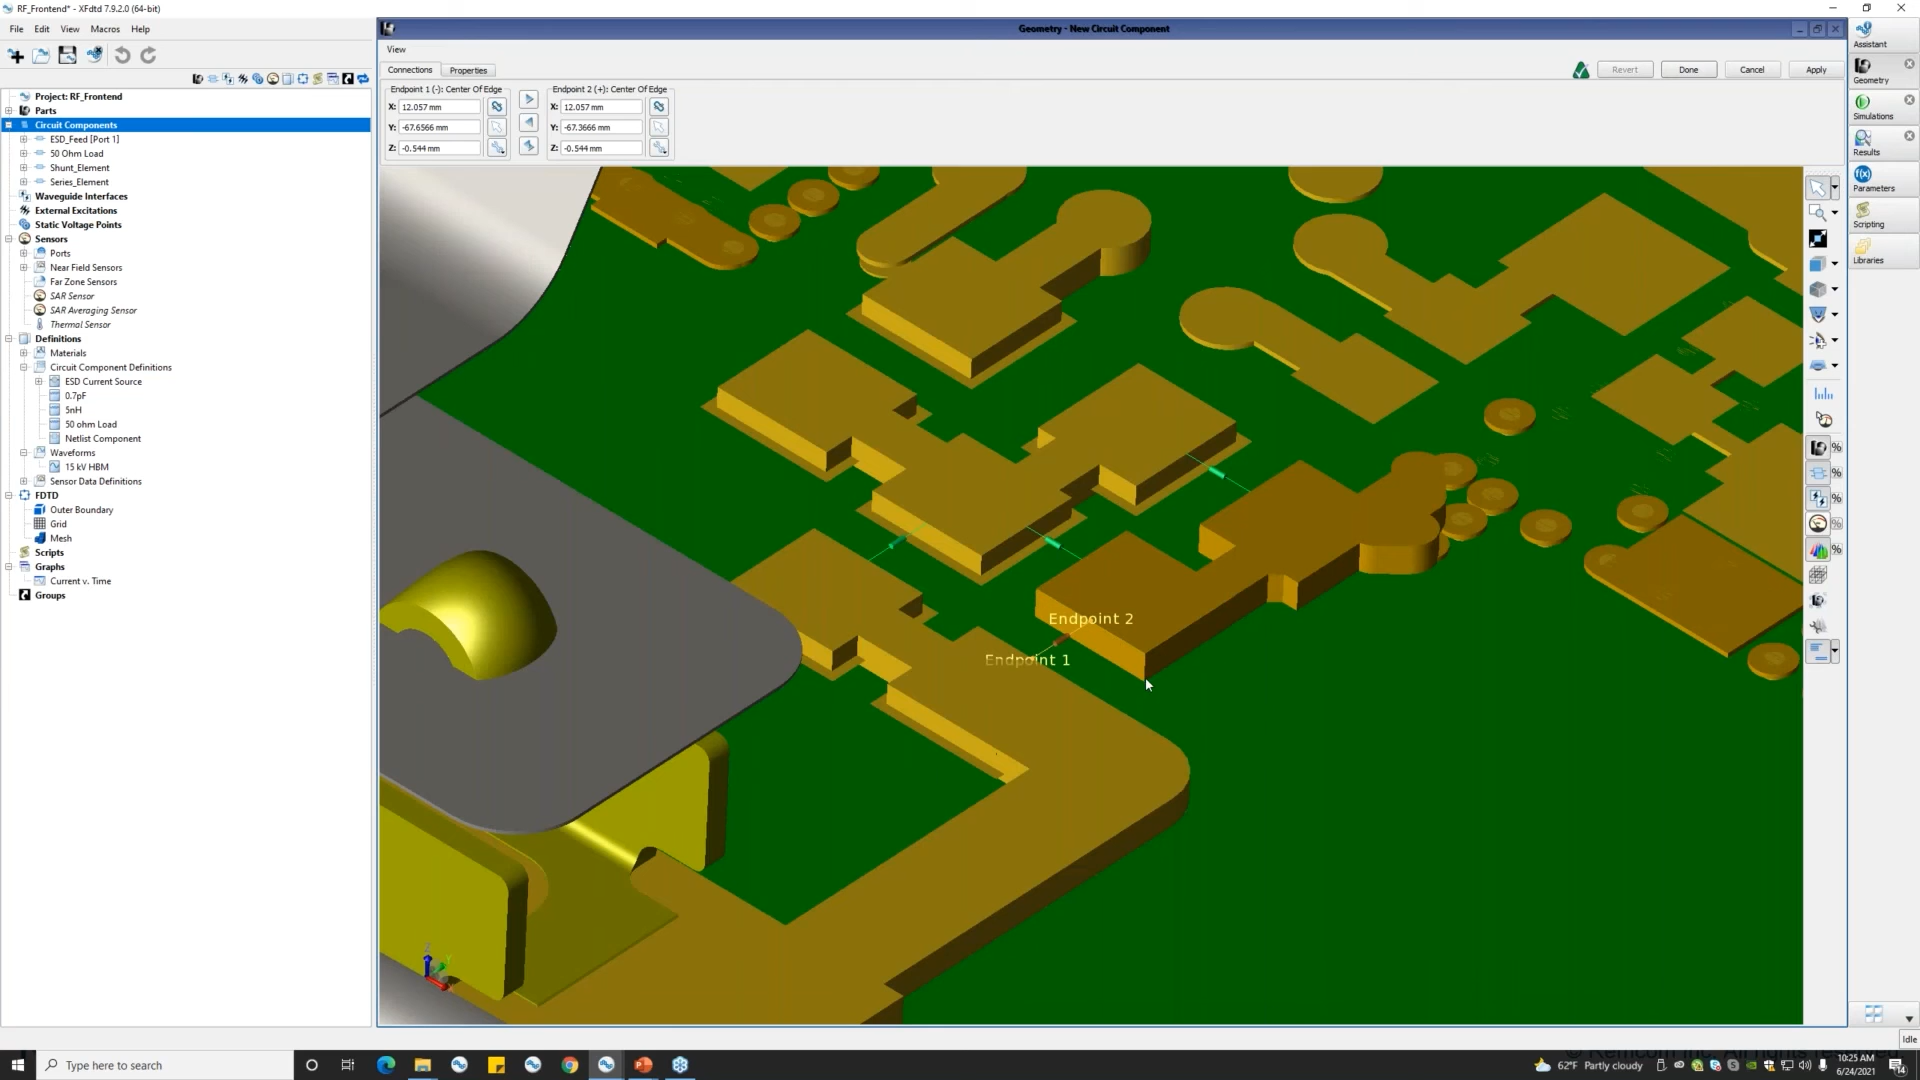 RF_Frontend* - XFdtd 7.9.2.0 (64-bit)
File Edit View Macros Help
Project: RF_Frontend
Parts
Circuit Components
ESD_Feed [Port 1]
50 Ohm Load
Shunt_Element
Series_Element
Waveguide Interfaces
External Excitations
Static Voltage Points
Sensors
Ports
Near Field Sensors
Far Zone Sensors
SAR Sensor
SAR Averaging Sensor
Thermal Sensor
Definitions
Materials
Circuit Component Definitions
ESD Current Source
0.7pF
5nH
50 ohm Load
Netlist Component
Waveforms
15 kV HBM
Sensor Data Definitions
FDTD
Outer Boundary
Grid
Mesh
Scripts
Graphs
Current v. Time
Groups
Geometry - New Circuit Component
View
Connections Properties
Revert Done Cancel Apply
Endpoint 1 (-): Center Of Edge Endpoint 2 (+): Center Of Edge
X: 12.057 mm X: 12.057 mm
Y: -67.6566 mm Y: -67.3666 mm
Z: -0.544 mm Z: -0.544 mm
Endpoint 2
Endpoint 1
Z
Y
Assistant
Geometry
Simulations
Results
f(x)
Parameters
Scripting
Libraries
%
%
%
%
%
Idle
Type here to search
62°F Partly cloudy
10:25 AM
6/24/2021
14